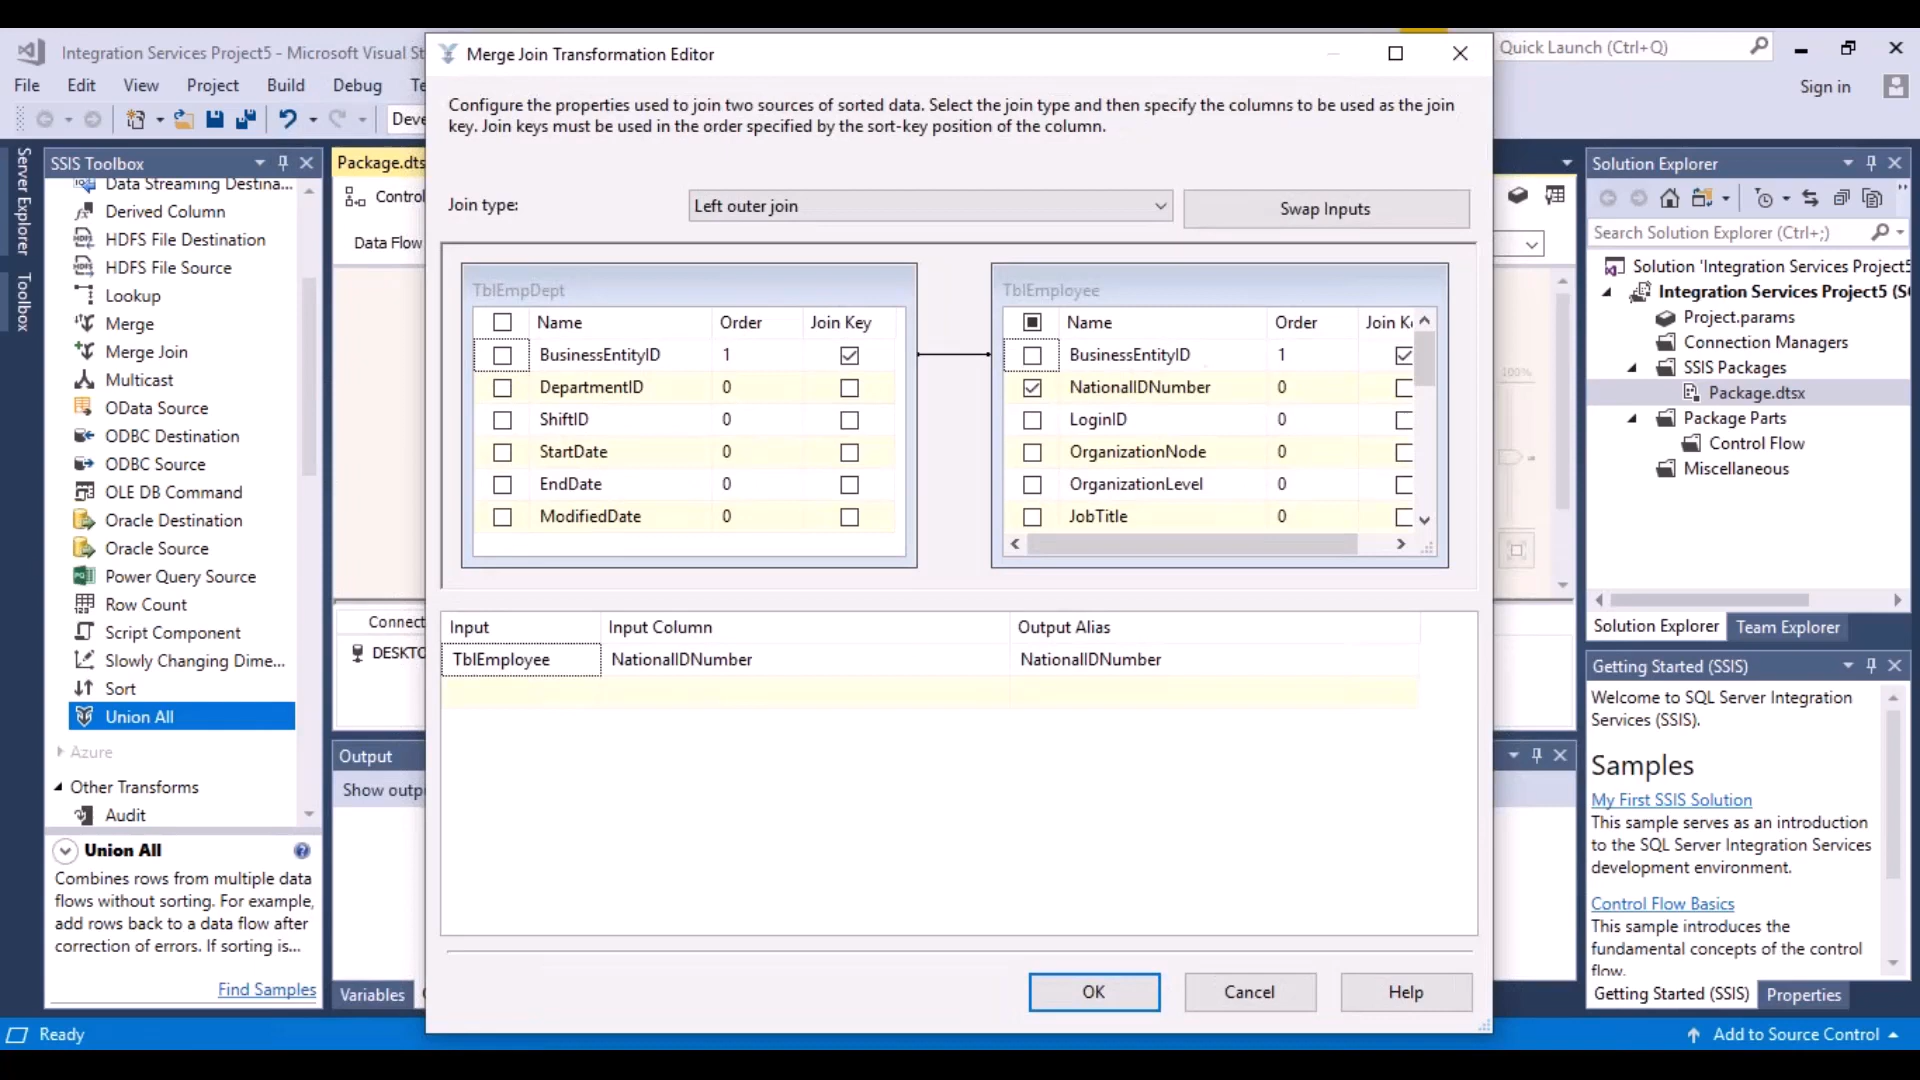 Integration Services Project5 - Microsoft Visual St
Merge Join Transformation Editor
Quick Launch (Ctrl+Q)
File Edit View Project Build Debug Te
Sign in
Configure the properties used to join two sources of sorted data. Select the join type and then specify the columns to be used as the join
key. Join keys must be used in the order specified by the sort-key position of the column.
Deve
Server Explorer
Toolbox
SSIS Toolbox
Data Streaming Destina...
Derived Column
HDFS File Destination
HDFS File Source
Lookup
Merge
Merge Join
Multicast
OData Source
ODBC Destination
ODBC Source
OLE DB Command
Oracle Destination
Oracle Source
Power Query Source
Row Count
Script Component
Slowly Changing Dime...
Sort
Union All
Azure
Other Transforms
Audit
Union All
Combines rows from multiple data
flows without sorting. For example,
add rows back to a data flow after
correction of errors. If sorting is...
Find Samples
Package.dts
Control
Data Flow
Connect
DESKTO
Output
Show outp
Variables
Join type:
Left outer join
Swap Inputs
TblEmpDept
Name Order Join Key
BusinessEntityID 1
DepartmentID 0
ShiftID 0
StartDate 0
EndDate 0
ModifiedDate 0
TblEmployee
Name Order Join K
BusinessEntityID 1
NationalIDNumber 0
LoginID 0
OrganizationNode 0
OrganizationLevel 0
JobTitle 0
Input Input Column Output Alias
TblEmployee NationalIDNumber NationalIDNumber
OK Cancel Help
100%
Solution Explorer
Search Solution Explorer (Ctrl+;)
Solution 'Integration Services Project5
Integration Services Project5 (S
Project.params
Connection Managers
SSIS Packages
Package.dtsx
Package Parts
Control Flow
Miscellaneous
Solution Explorer Team Explorer
Getting Started (SSIS)
Welcome to SQL Server Integration
Services (SSIS).
Samples
My First SSIS Solution
This sample serves as an introduction
to the SQL Server Integration Services
development environment.
Control Flow Basics
This sample introduces the
fundamental concepts of the control
flow.
Getting Started (SSIS) Properties
Ready
Add to Source Control